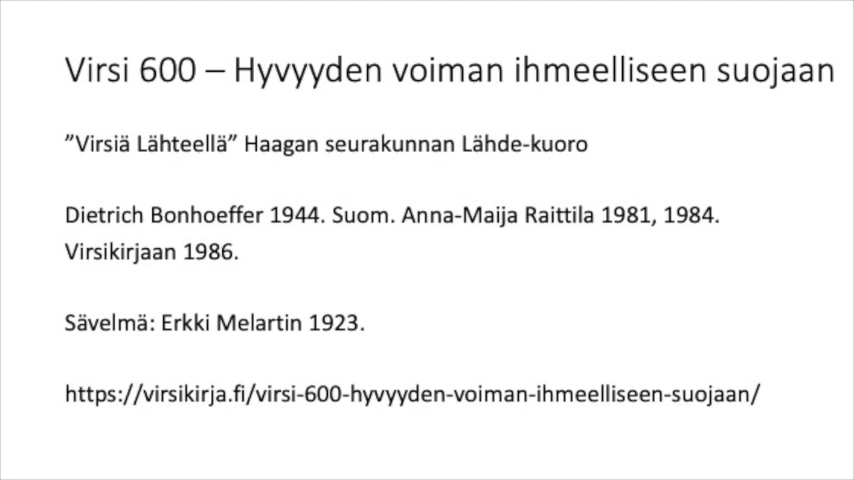 Virsi 600 – Hyvyyden voiman ihmeelliseen suojaan
”Virsiä Lähteellä” Haagan seurakunnan Lähde-kuoro
Dietrich Bonhoeffer 1944. Suom. Anna-Maija Raittila 1981, 1984.
Virsikirjaan 1986.
Sävelmä: Erkki Melartin 1923.
https://virsikirja.fi/virsi-600-hyvyyden-voiman-ihmeelliseen-suojaan/